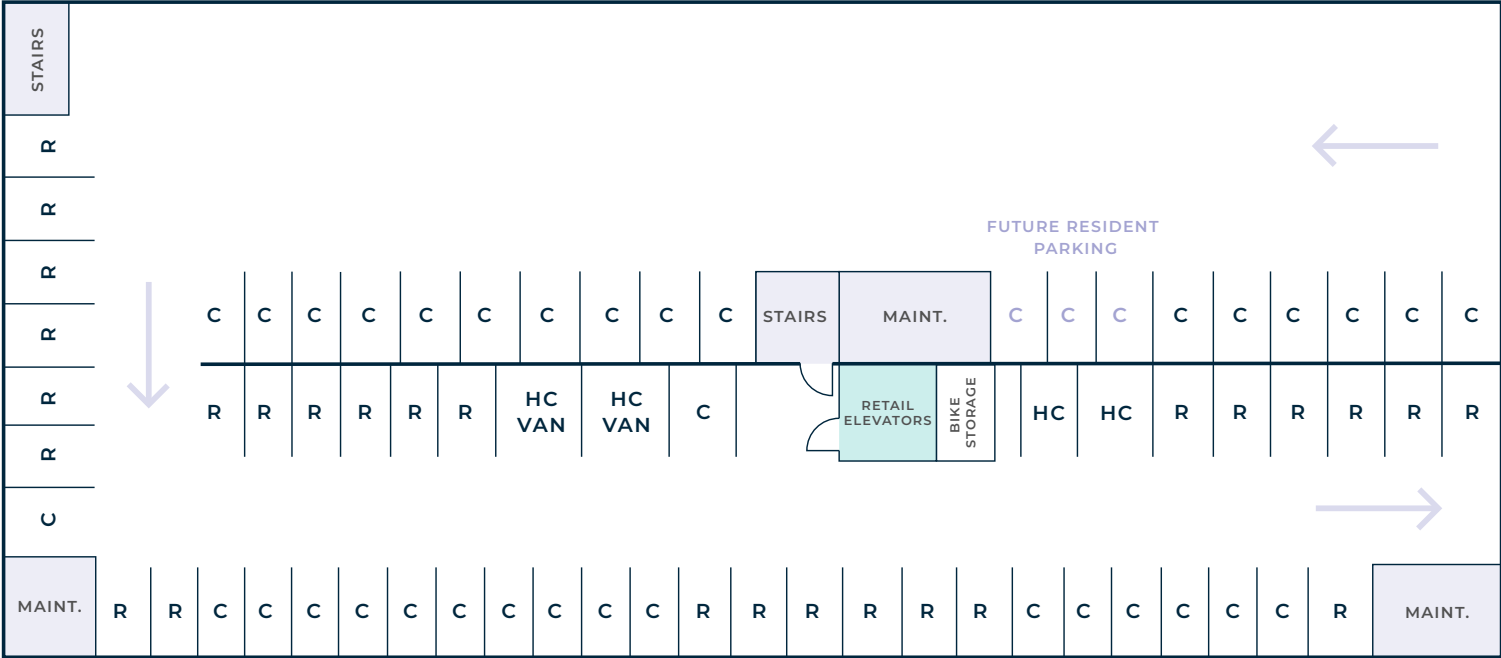 STAIRS
R
R
R
R
R
R
C
FUTURE RESIDENT
PARKING
C C C C C C C C C C STAIRS MAINT. C C C C C C C C C
R R R R R R HC VAN HC VAN C RETAIL ELEVATORS BIKE STORAGE HC HC R R R R R R
MAINT. R R C C C C C C C C C C R R R R R R C C C C C C R MAINT.